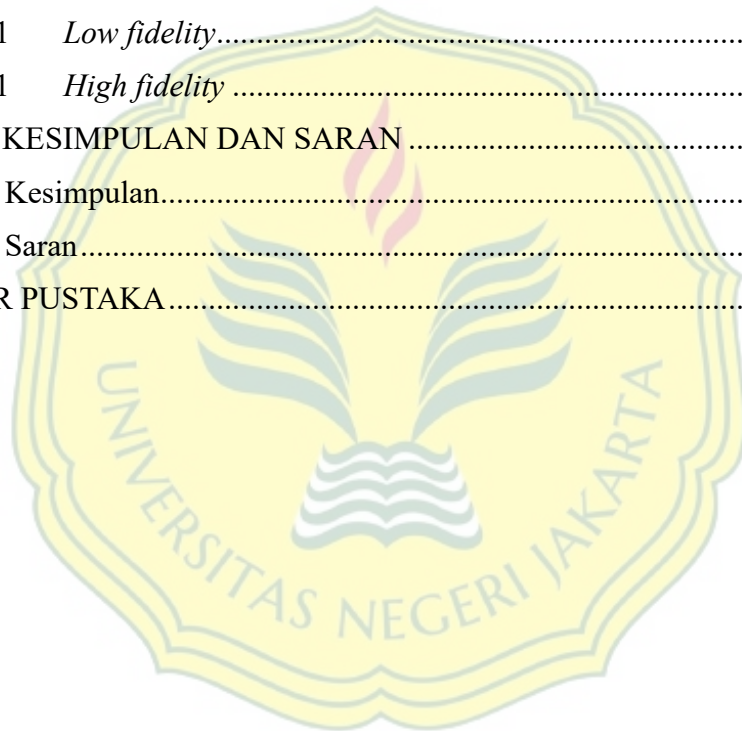 1 Low fidelity
1 High fidelity
KESIMPULAN DAN SARAN
Kesimpulan
Saran
R PUSTAKA
UNIVERSITAS NEGERI JAKARTA